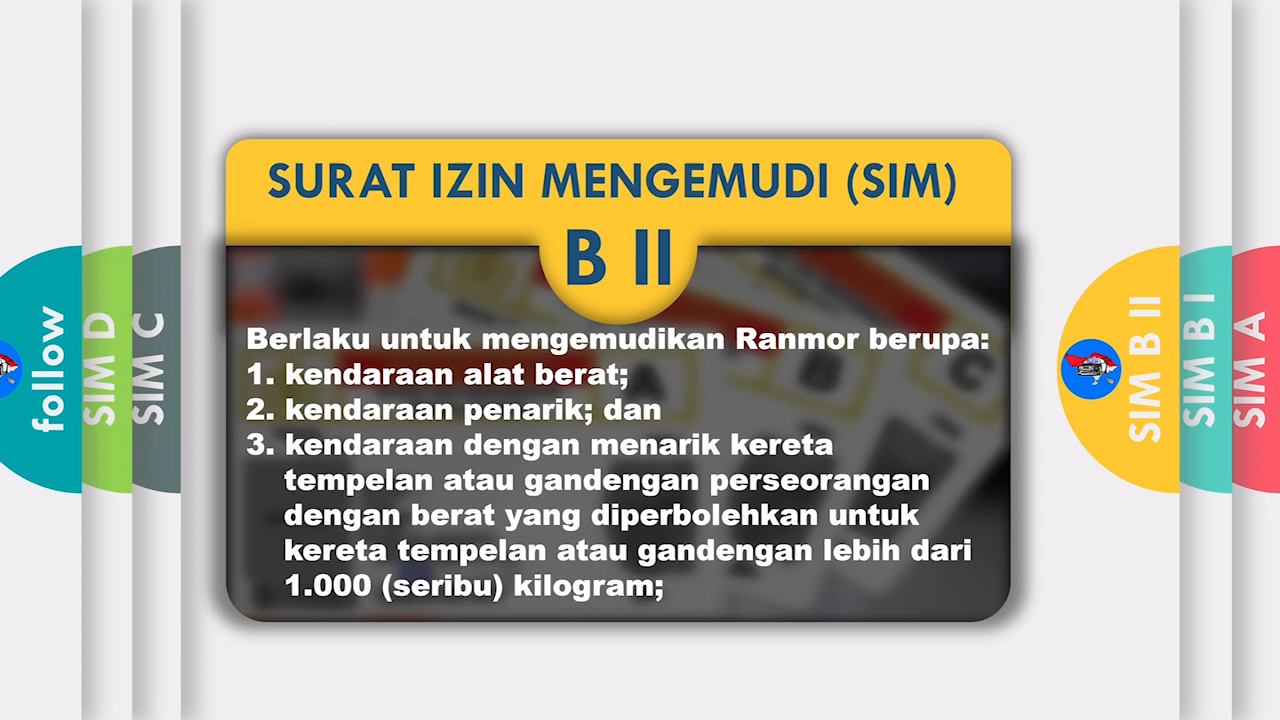 SURAT IZIN MENGEMUDI (SIM)
B II
Berlaku untuk mengemudikan Ranmor berupa:
1. kendaraan alat berat;
2. kendaraan penarik; dan
3. kendaraan dengan menarik kereta
tempelan atau gandengan perseorangan
dengan berat yang diperbolehkan untuk
kereta tempelan atau gandengan lebih dari
1.000 (seribu) kilogram;
follow
SIM D
SIM C
SIM B II
SIM B I
SIM A
A
B
C